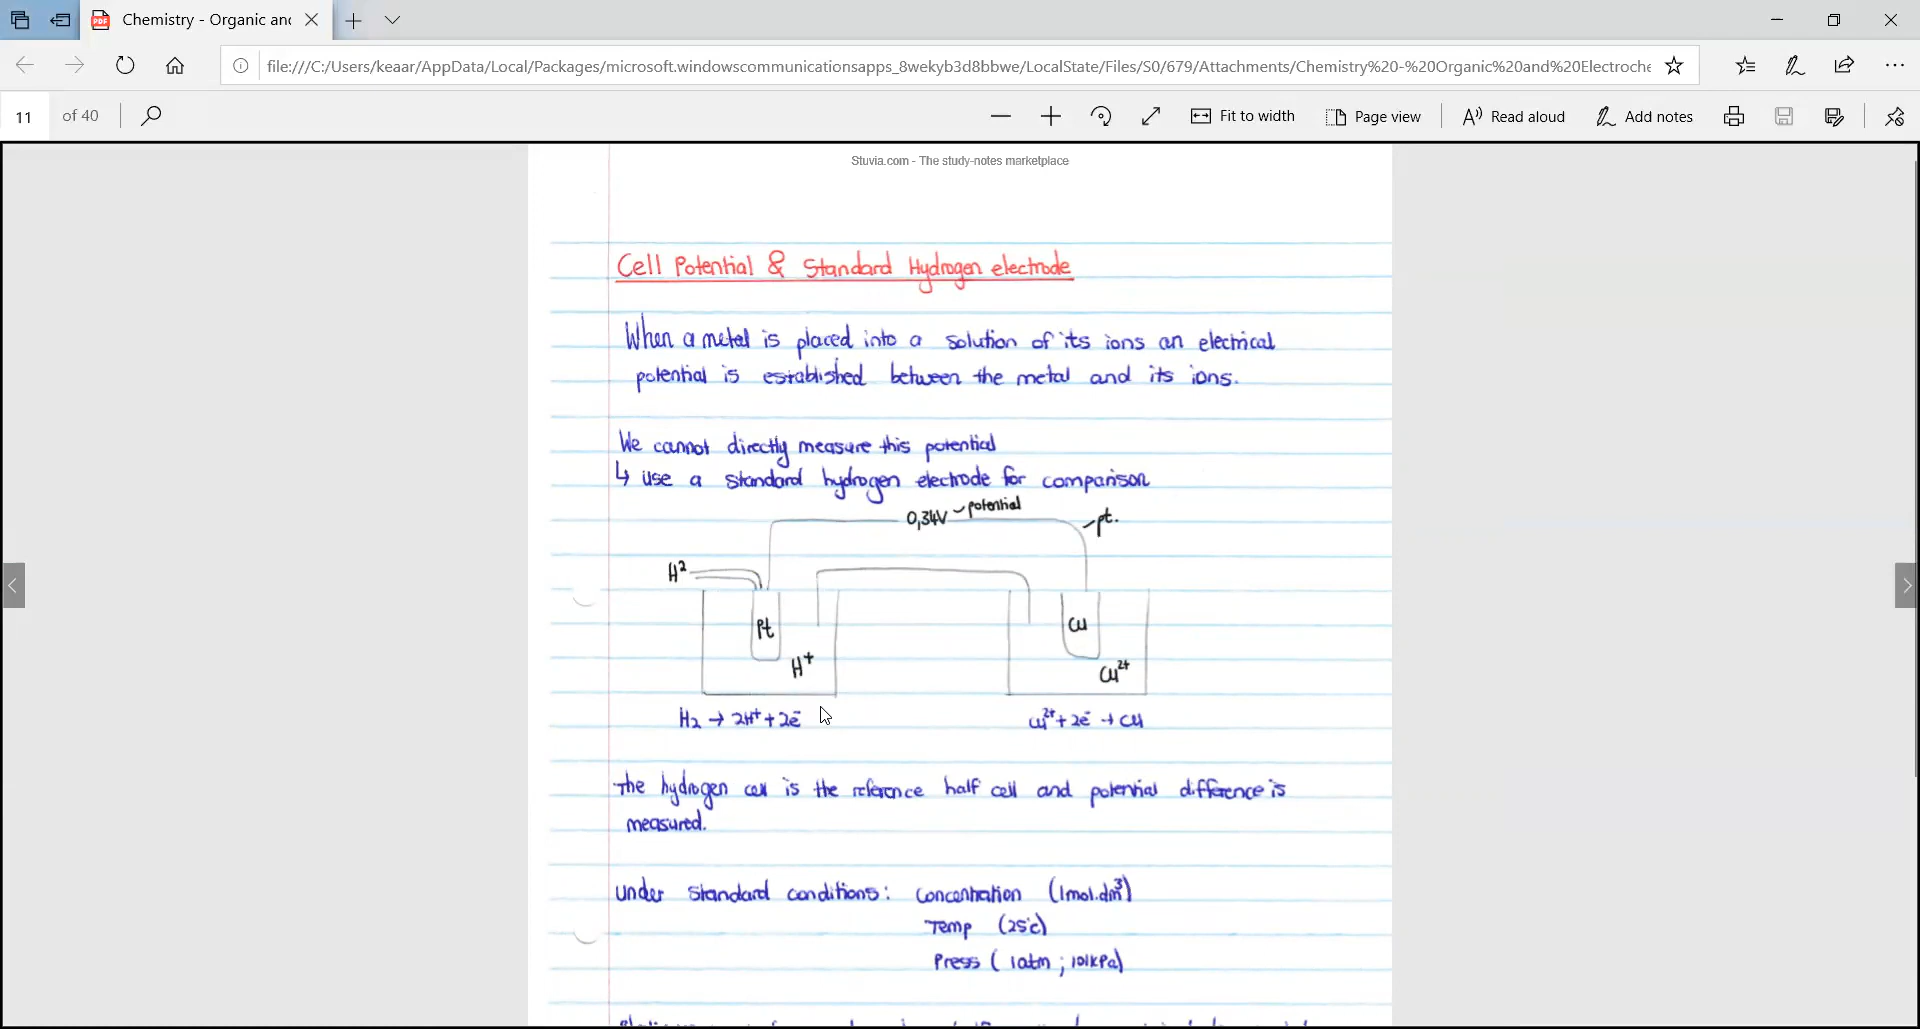 Chemistry - Organic and
file:///C:/Users/keaar/AppData/Local/Packages/microsoft.windowscommunicationsapps_8wekyb3d8bbwe/LocalState/Files/S0/679/Attachments/Chemistry%20-%20Organic%20and%20Electroche
11 of 40 Fit to width Page view Read aloud Add notes
Stuvia.com - The study-notes marketplace
Cell Potential & Standard Hydrogen electrode
When a metal is placed into a solution of its ions an electrical
potential is established between the metal and its ions.
We cannot directly measure this potential
↳ Use a standard hydrogen electrode for comparison
0,34V - potential
- pt.
H²
Pt
Cu
H⁺
Cu²⁺
H2 → 2H⁺ + 2e⁻
Cu²⁺ + 2e⁻ → Cu
The hydrogen cell is the reference half cell and potential difference is
measured.
Under standard conditions: Concentration (1mol.dm³)
Temp (25°c)
Press (1atm ; 101kPa)